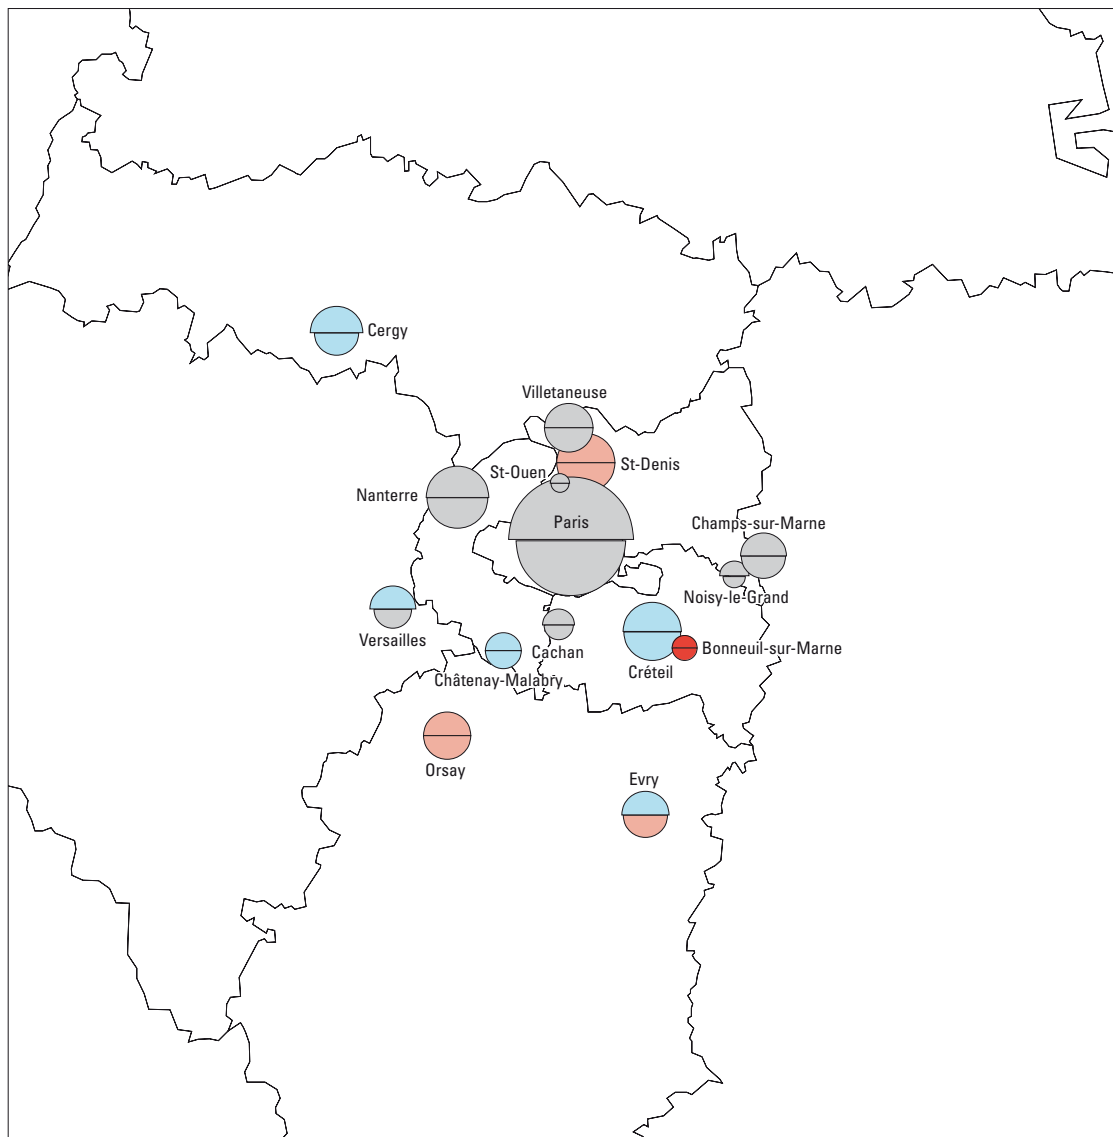 Cergy
Villetaneuse
St-Ouen
St-Denis
Nanterre
Paris
Champs-sur-Marne
Noisy-le-Grand
Versailles
Cachan
Bonneuil-sur-Marne
Créteil
Châtenay-Malabry
Orsay
Evry